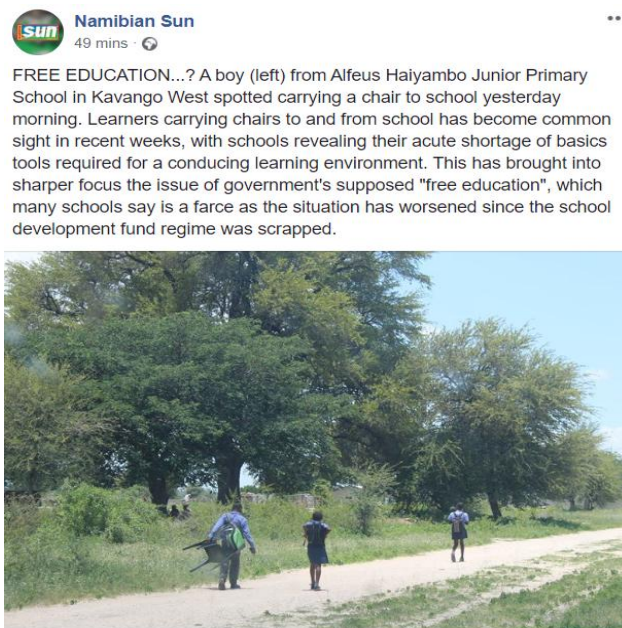 sun
Namibian Sun
49 mins ·
FREE EDUCATION...? A boy (left) from Alfeus Haiyambo Junior Primary
School in Kavango West spotted carrying a chair to school yesterday
morning. Learners carrying chairs to and from school has become common
sight in recent weeks, with schools revealing their acute shortage of basics
tools required for a conducing learning environment. This has brought into
sharper focus the issue of government's supposed "free education", which
many schools say is a farce as the situation has worsened since the school
development fund regime was scrapped.